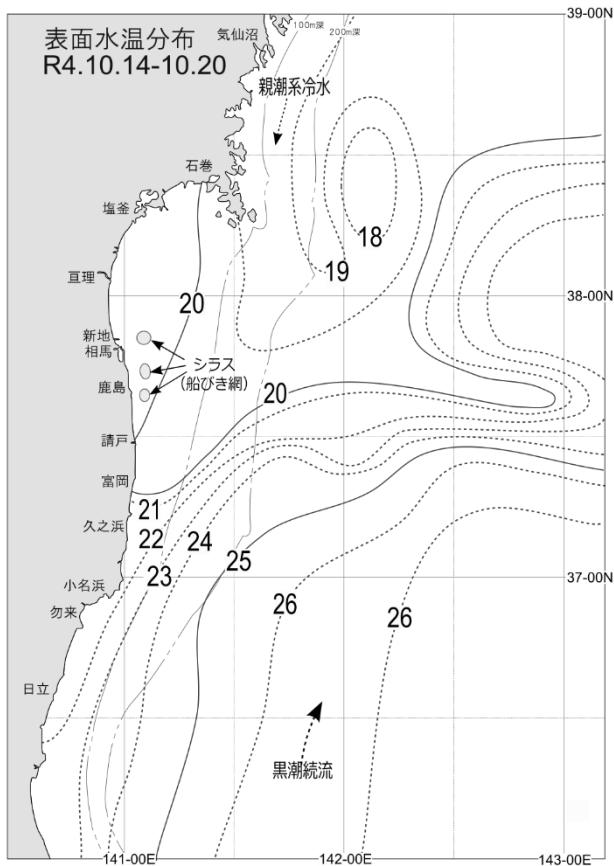 表面水温分布
R4.10.14-10.20
気仙沼
100m深
200m深
39-00N
親潮系冷水
石巻
塩釜
18
19
亘理
20
38-00N
新地
相馬
シラス
(船びき網)
鹿島
20
請戸
富岡
21
久之浜
22
24
23
25
37-00N
小名浜
26
26
勿来
日立
黒潮続流
141-00E
142-00E
143-00E